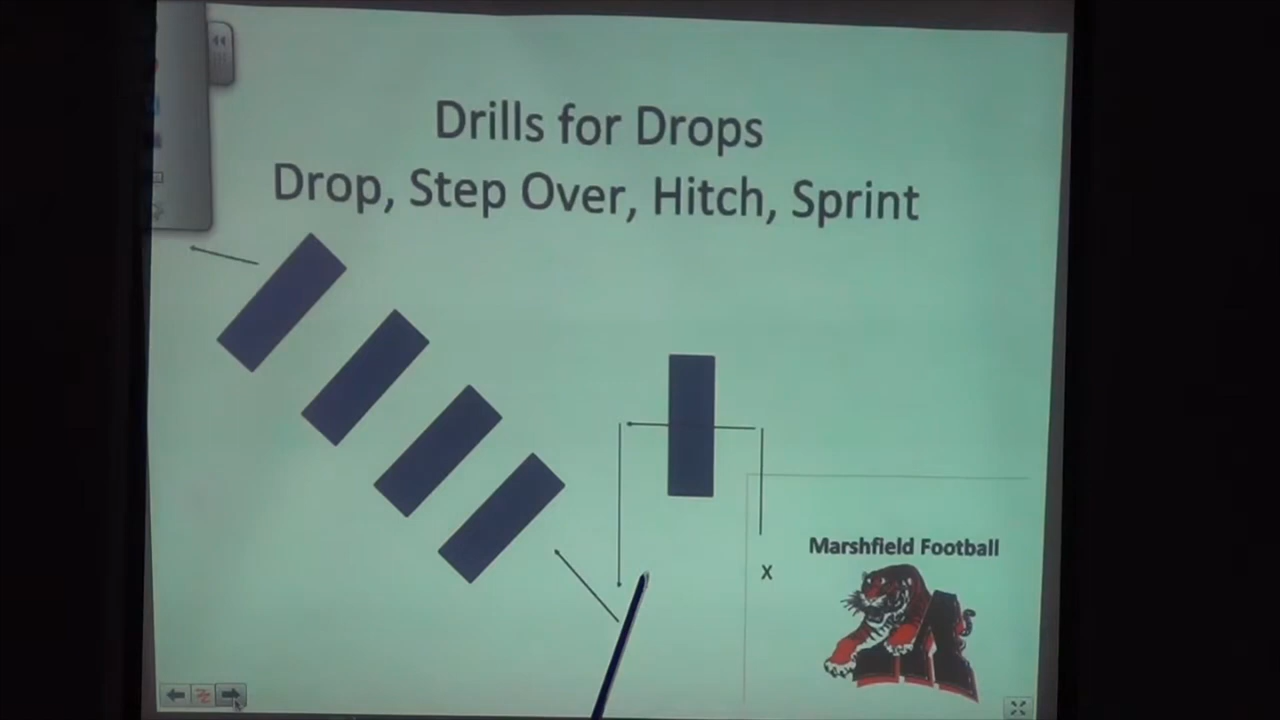 Drills for Drops
Drop, Step Over, Hitch, Sprint
Marshfield Football
X